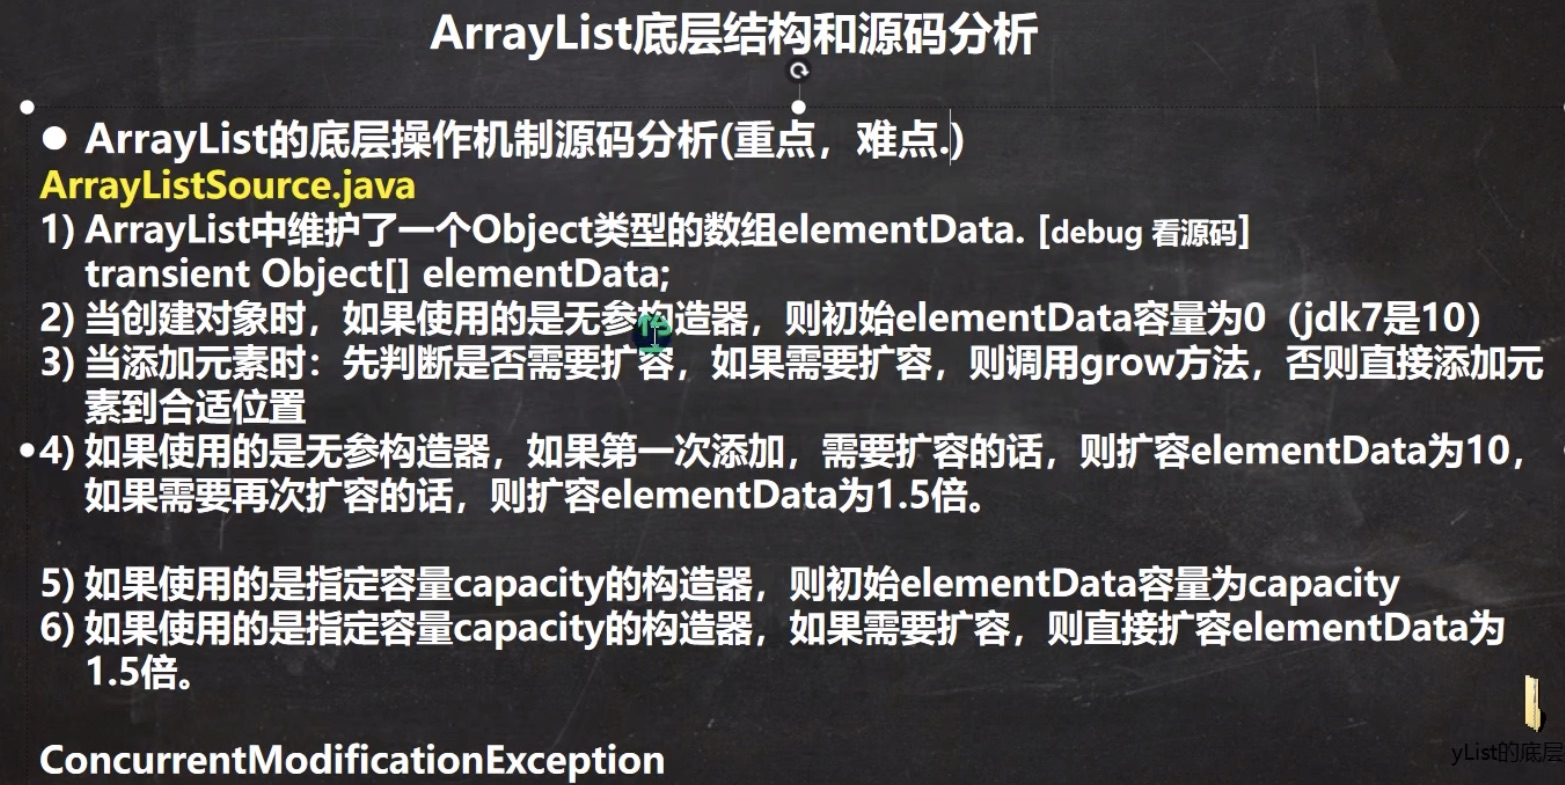 ArrayList底层结构和源码分析
● ArrayList的底层操作机制源码分析(重点，难点.)
ArrayListSource.java
1) ArrayList中维护了一个Object类型的数组elementData. [debug 看源码]
transient Object[] elementData;
2) 当创建对象时，如果使用的是无参构造器，则初始elementData容量为0（jdk7是10）
3) 当添加元素时：先判断是否需要扩容，如果需要扩容，则调用grow方法，否则直接添加元
素到合适位置
4) 如果使用的是无参构造器，如果第一次添加，需要扩容的话，则扩容elementData为10，
如果需要再次扩容的话，则扩容elementData为1.5倍。
5) 如果使用的是指定容量capacity的构造器，则初始elementData容量为capacity
6) 如果使用的是指定容量capacity的构造器，如果需要扩容，则直接扩容elementData为
1.5倍。
yList的底层
ConcurrentModificationException